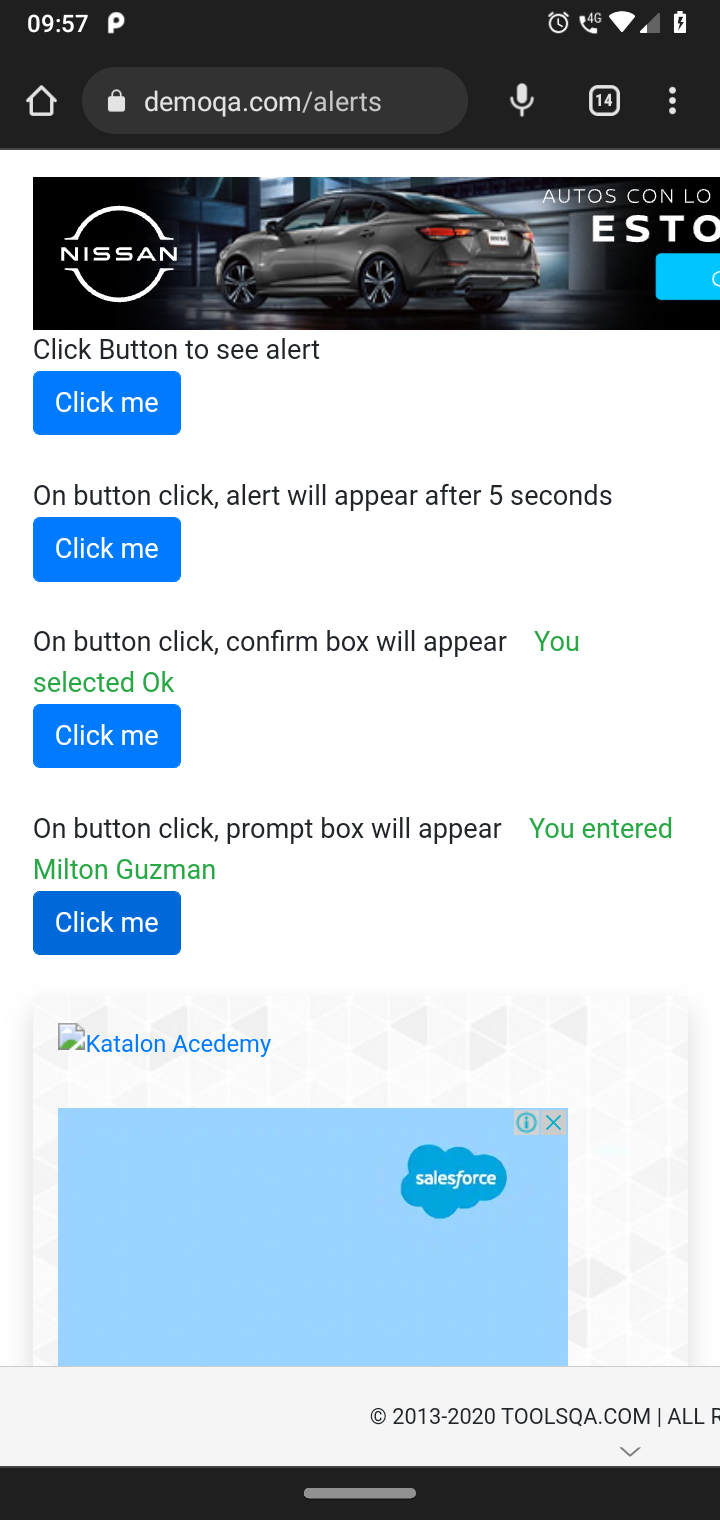 09:57
4G
demoqa.com/alerts
14
NISSAN
AUTOS CON LO
ESTO
Click Button to see alert
Click me
On button click, alert will appear after 5 seconds
Click me
On button click, confirm box will appear You
selected Ok
Click me
On button click, prompt box will appear You entered
Milton Guzman
Click me
Katalon Acedemy
salesforce
© 2013-2020 TOOLSQA.COM | ALL R